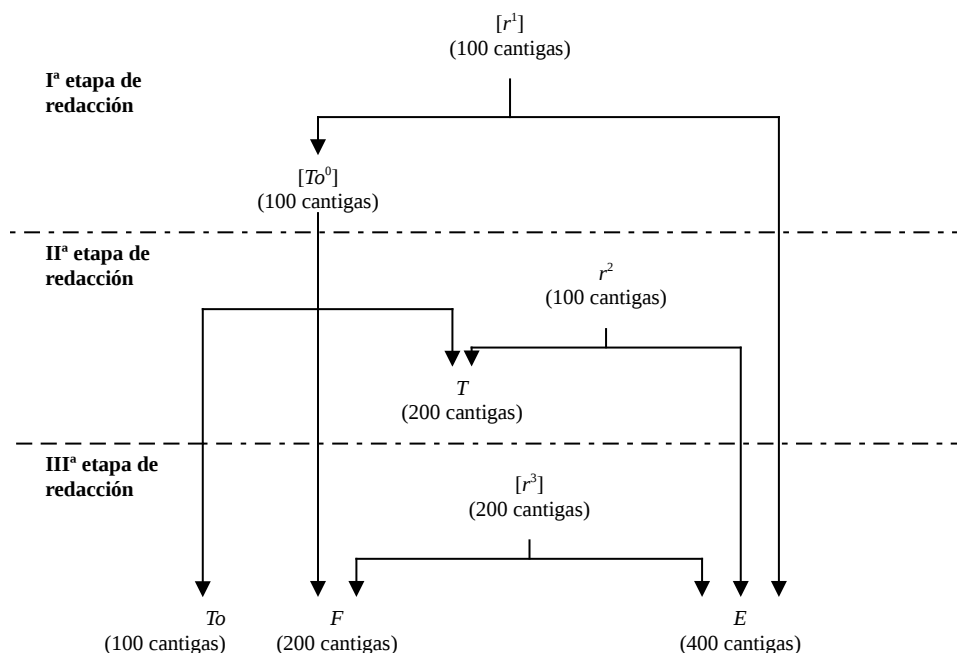 [r¹]
(100 cantigas)
Iª etapa de
redacción
[To⁰]
(100 cantigas)
IIª etapa de
redacción
r²
(100 cantigas)
T
(200 cantigas)
IIIª etapa de
redacción
[r³]
(200 cantigas)
To F E
(100 cantigas) (200 cantigas) (400 cantigas)